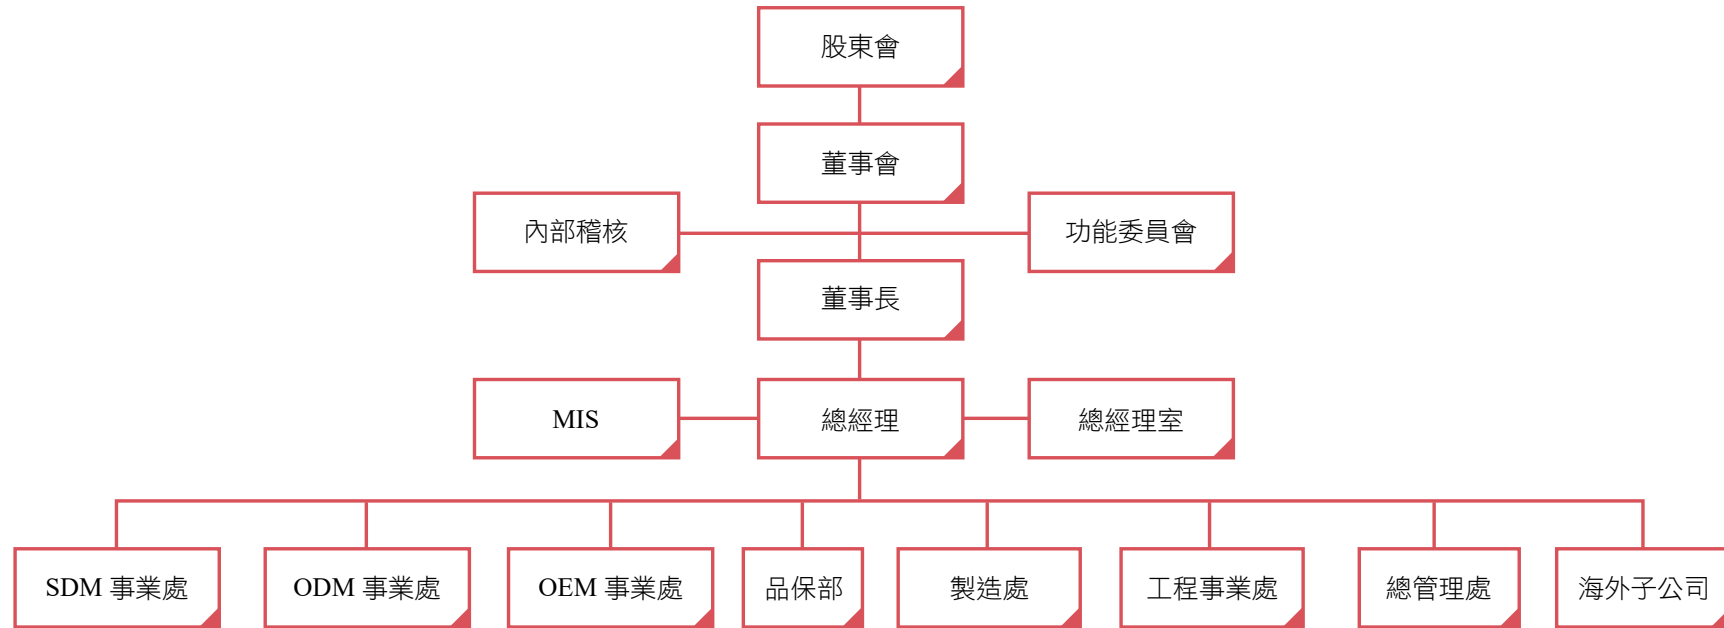 股東會
董事會
內部稽核
功能委員會
董事長
MIS
總經理
總經理室
SDM 事業處
ODM 事業處
OEM 事業處
品保部
製造處
工程事業處
總管理處
海外子公司